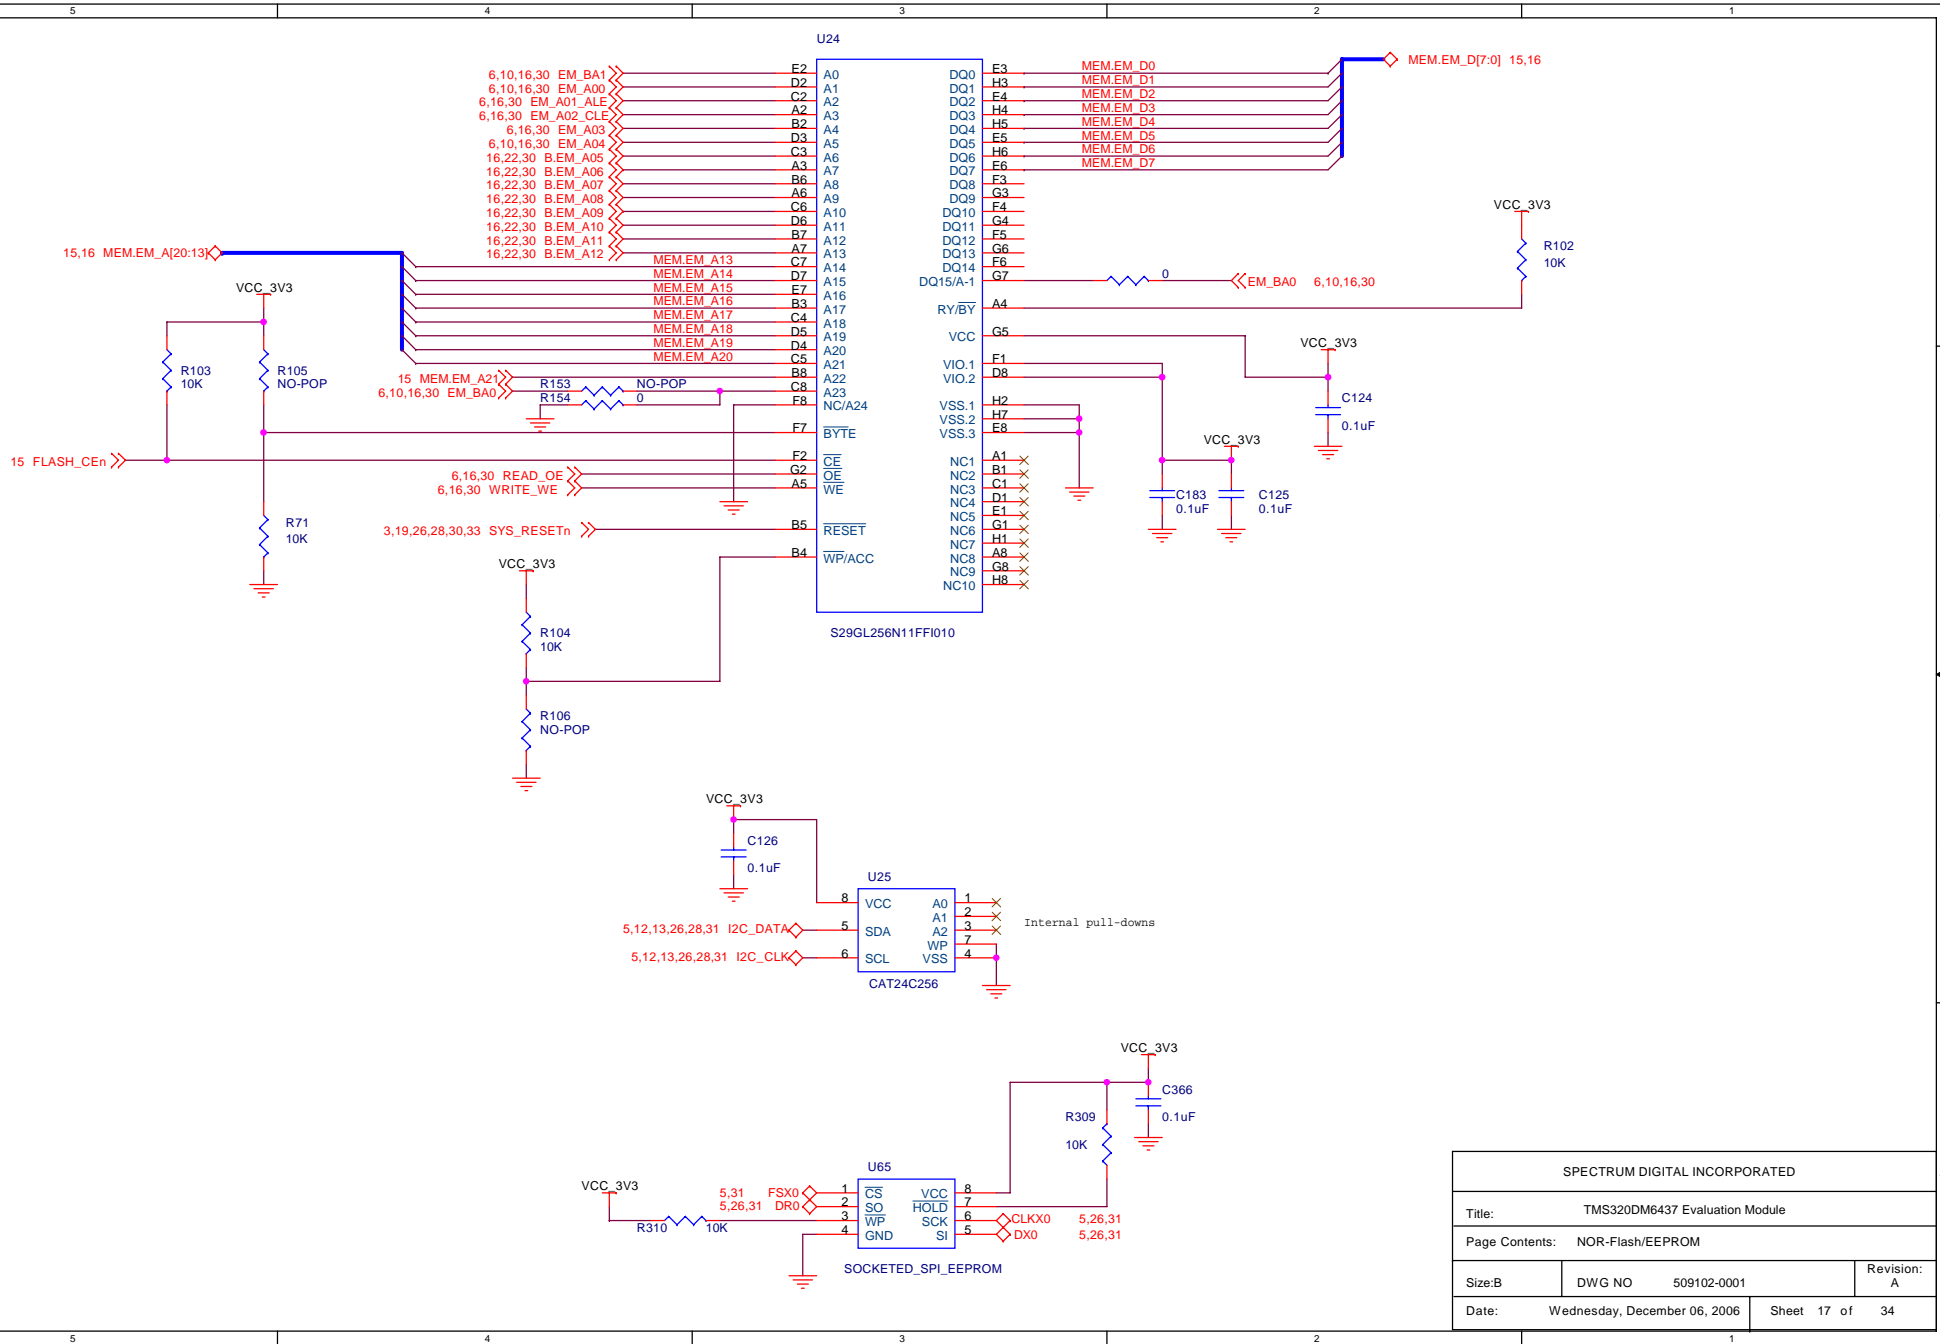 5 4 3 2 1
U24
6,10,16,30 EM_BA1 E2 A0
6,10,16,30 EM_A00 D2 A1
6,16,30 EM_A01_ALE C2 A2
6,16,30 EM_A02_CLE A2 A3
6,16,30 EM_A03 B2 A4
6,10,16,30 EM_A04 D3 A5
16,22,30 B.EM_A05 C3 A6
16,22,30 B.EM_A06 A3 A7
16,22,30 B.EM_A07 B6 A8
16,22,30 B.EM_A08 A6 A9
16,22,30 B.EM_A09 C6 A10
16,22,30 B.EM_A10 D6 A11
16,22,30 B.EM_A11 B7 A12
16,22,30 B.EM_A12 A7 A13
15,16 MEM.EM_A[20:13]
MEM.EM_A13 C7 A14
MEM.EM_A14 D7 A15
MEM.EM_A15 E7 A16
MEM.EM_A16 B3 A17
MEM.EM_A17 C4 A18
MEM.EM_A18 D5 A19
MEM.EM_A19 D4 A20
MEM.EM_A20 C5 A21
15 MEM.EM_A21 B8 A22
6,10,16,30 EM_BA0 R153 NO-POP C8 A23
R154 0 F8 NC/A24
F7 BYTE
15 FLASH_CEn F2 CE
6,16,30 READ_OE G2 OE
6,16,30 WRITE_WE A5 WE
3,19,26,28,30,33 SYS_RESETn B5 RESET
B4 WP/ACC
VCC_3V3
R103
10K
R105
NO-POP
R71
10K
VCC_3V3
R104
10K
R106
NO-POP
DQ0 E3 MEM.EM_D0
DQ1 H3 MEM.EM_D1
DQ2 E4 MEM.EM_D2
DQ3 H4 MEM.EM_D3
DQ4 H5 MEM.EM_D4
DQ5 E5 MEM.EM_D5
DQ6 H6 MEM.EM_D6
DQ7 E6 MEM.EM_D7
MEM.EM_D[7:0] 15,16
DQ8 F3
DQ9 G3
DQ10 F4
DQ11 G4
DQ12 F5
DQ13 G6
DQ14 F6
DQ15/A-1 G7 0 EM_BA0 6,10,16,30
RY/BY A4
VCC_3V3
R102
10K
VCC G5
VIO.1 F1
VIO.2 D8
VSS.1 H2
VSS.2 H7
VSS.3 E8
NC1 A1
NC2 B1
NC3 C1
NC4 D1
NC5 E1
NC6 G1
NC7 H1
NC8 A8
NC9 G8
NC10 H8
VCC_3V3
C124
0.1uF
VCC_3V3
C183
0.1uF
C125
0.1uF
S29GL256N11FFI010
VCC_3V3
C126
0.1uF
U25
8 VCC A0 1
A1 2
5,12,13,26,28,31 I2C_DATA 5 SDA A2 3
WP 7
5,12,13,26,28,31 I2C_CLK 6 SCL VSS 4
Internal pull-downs
CAT24C256
VCC_3V3
C366
0.1uF
R309
10K
U65
VCC_3V3
R310 10K
5,31 FSX0 1 CS VCC 8
5,26,31 DR0 2 SO HOLD 7
3 WP SCK 6 CLKX0 5,26,31
4 GND SI 5 DX0 5,26,31
SOCKETED_SPI_EEPROM
SPECTRUM DIGITAL INCORPORATED
Title: TMS320DM6437 Evaluation Module
Page Contents: NOR-Flash/EEPROM
Size:B DWG NO 509102-0001 Revision: A
Date: Wednesday, December 06, 2006 Sheet 17 of 34
5 4 3 2 1